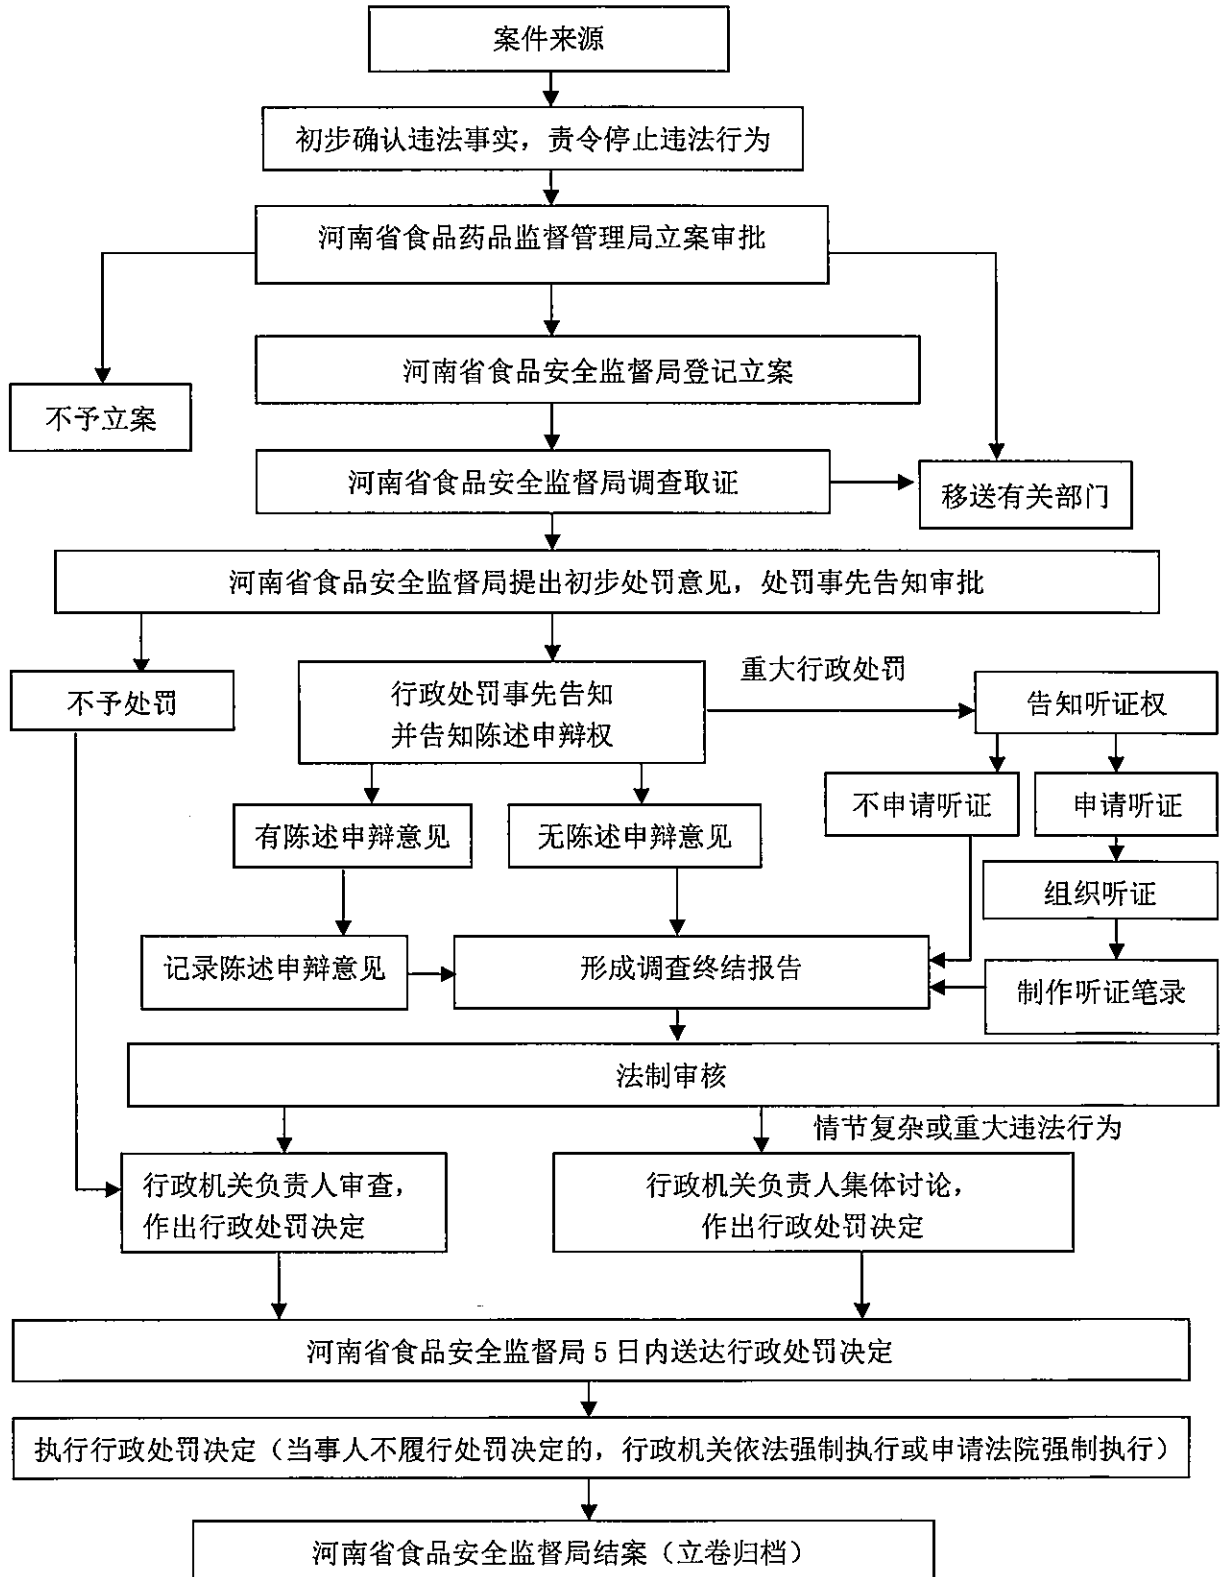 案件来源
初步确认违法事实，责令停止违法行为
河南省食品药品监督管理局立案审批
河南省食品安全监督局登记立案
不予立案
河南省食品安全监督局调查取证
移送有关部门
河南省食品安全监督局提出初步处罚意见，处罚事先告知审批
重大行政处罚
不予处罚
行政处罚事先告知
并告知陈述申辩权
告知听证权
不申请听证
申请听证
有陈述申辩意见
无陈述申辩意见
组织听证
记录陈述申辩意见
形成调查终结报告
制作听证笔录
法制审核
情节复杂或重大违法行为
行政机关负责人审查，
作出行政处罚决定
行政机关负责人集体讨论，
作出行政处罚决定
河南省食品安全监督局 5 日内送达行政处罚决定
执行行政处罚决定（当事人不履行处罚决定的，行政机关依法强制执行或申请法院强制执行）
河南省食品安全监督局结案（立卷归档）